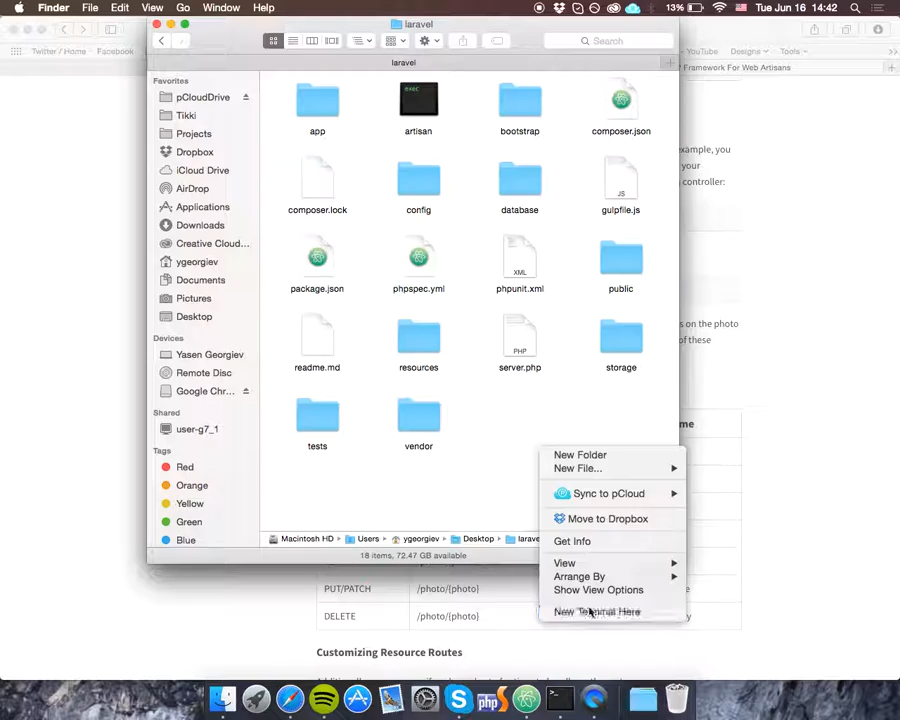 Finder File Edit View Go Window Help 13% Tue Jun 16 14:42
laravel
Search
Twitter / Home Facebook YouTube Designs Tools
laravel
Framework For Web Artisans
Favorites
pCloudDrive
Tikki
Projects
Dropbox
iCloud Drive
AirDrop
Applications
Downloads
Creative Cloud...
ygeorgiev
Documents
Pictures
Desktop
Devices
Yasen Georgiev
Remote Disc
Google Chr...
Shared
user-g7_1
Tags
Red
Orange
Yellow
Green
Blue
exec
app artisan bootstrap composer.json
JS
composer.lock config database gulpfile.js
XML
package.json phpspec.yml phpunit.xml public
PHP
readme.md resources server.php storage
tests vendor
example, you
your
controller:
s on the photo
of these
me
New Folder
New File...
Sync to pCloud
Move to Dropbox
Get Info
View
Arrange By
Show View Options
New Terminal Here
Macintosh HD Users ygeorgiev Desktop larave
18 items, 72.47 GB available
PUT/PATCH /photo/{photo} e
DELETE /photo/{photo} y
Customizing Resource Routes
php